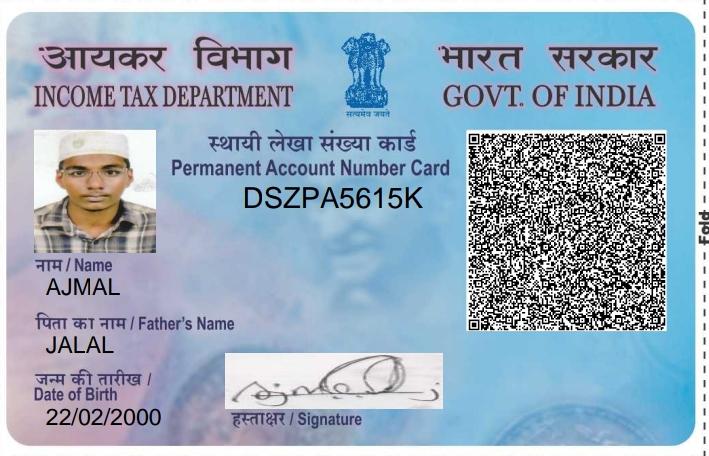 आयकर विभाग
INCOME TAX DEPARTMENT
सत्यमेव जयते
भारत सरकार
GOVT. OF INDIA
स्थायी लेखा संख्या कार्ड
Permanent Account Number Card
DSZPA5615K
नाम / Name
AJMAL
पिता का नाम / Father's Name
JALAL
जन्म की तारीख /
Date of Birth
22/02/2000
हस्ताक्षर / Signature
Fold